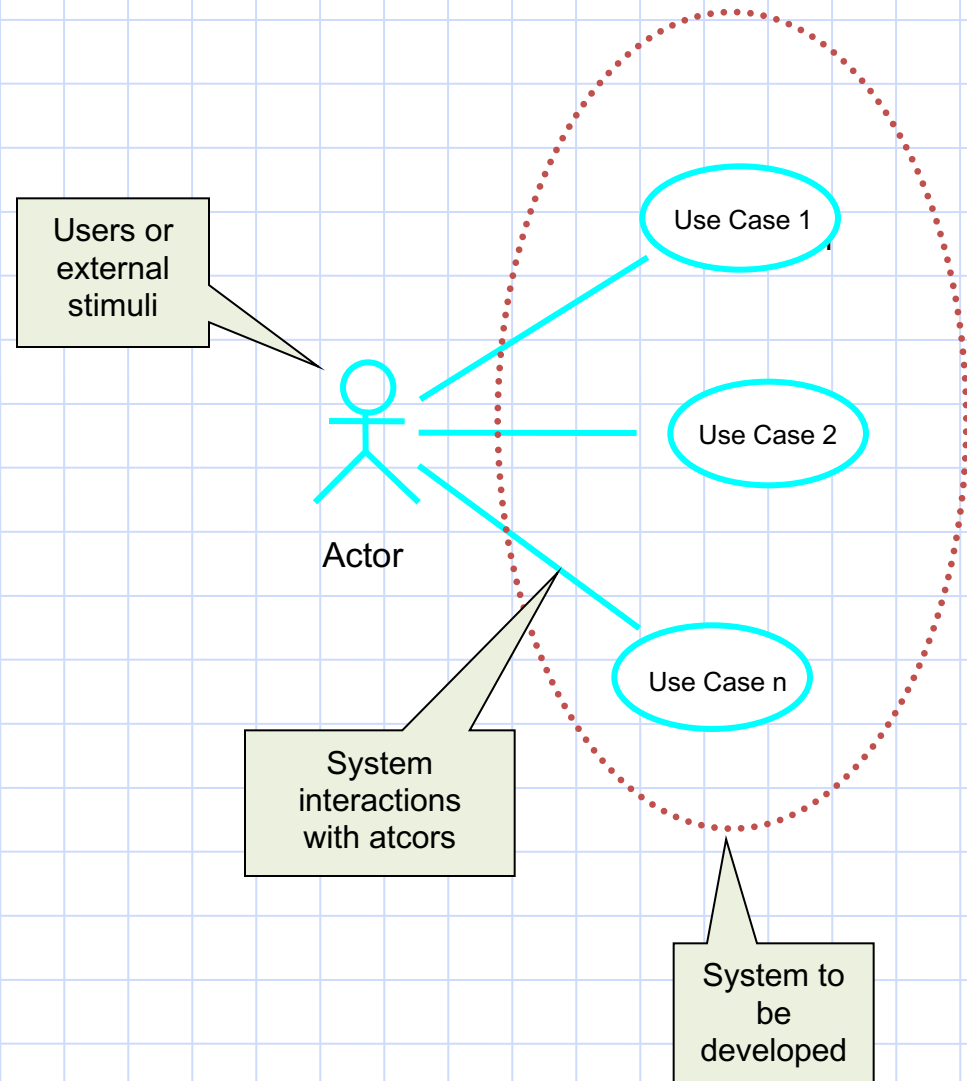 Users or
external
stimuli
Use Case 1
Use Case 2
Actor
Use Case n
System
interactions
with atcors
System to
be
developed